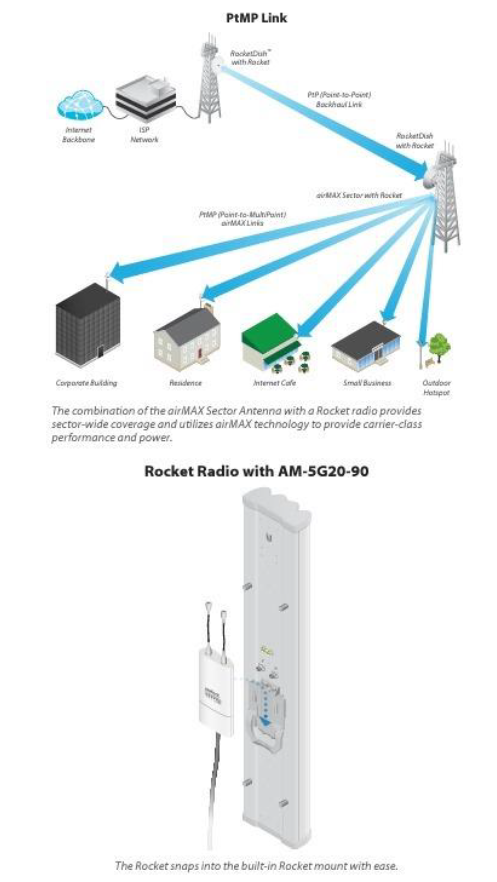 PtMP Link
RocketDish™
with Rocket
PtP (Point-to-Point)
Backhaul Link
Internet
Backbone
ISP
Network
RocketDish
with Rocket
airMAX Sector with Rocket
PtMP (Point-to-MultiPoint)
airMAX Links
Corporate Building
Residence
Internet Cafe
Small Business
Outdoor
Hotspot
The combination of the airMAX Sector Antenna with a Rocket radio provides
sector-wide coverage and utilizes airMAX technology to provide carrier-class
performance and power.
Rocket Radio with AM-5G20-90
The Rocket snaps into the built-in Rocket mount with ease.